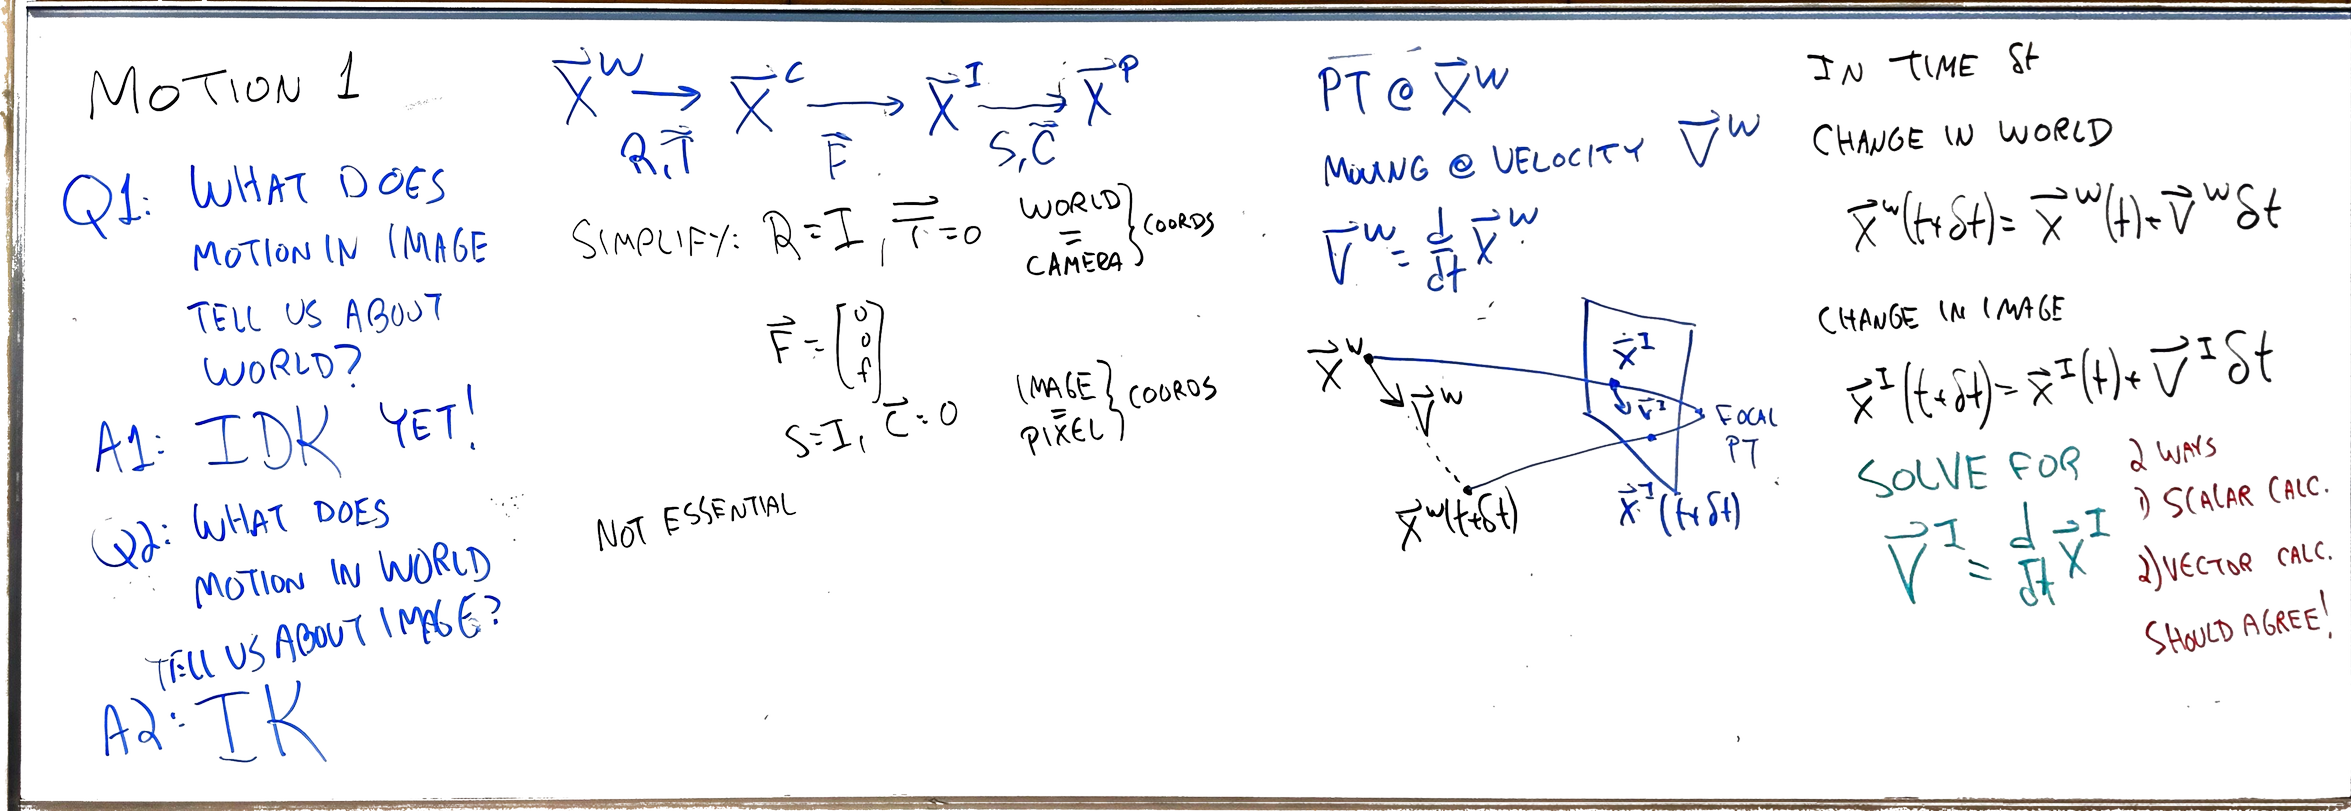 MOTION 1
Q1: WHAT DOES
MOTION IN IMAGE
TELL US ABOUT
WORLD?
A1: IDK YET!
Q2: WHAT DOES
MOTION IN WORLD
TELL US ABOUT IMAGE?
A2: IK
X⃗^W → X⃗^C → X⃗^I → X⃗^P
R, T⃗ F⃗ S, C⃗
SIMPLIFY: R = I, T⃗ = 0 WORLD = CAMERA } COORDS
F⃗ = [0 0 f]
S = I, C⃗ = 0 IMAGE = PIXEL } COORDS
NOT ESSENTIAL
PT @ X⃗^W
MOVING @ VELOCITY V⃗^W
V⃗^W = d/dt X⃗^W
X⃗^W
V⃗^W
X⃗^W(t+δt)
X⃗^I
V⃗^I
FOCAL
PT
X⃗^I(t+δt)
IN TIME δt
CHANGE IN WORLD
X⃗^W(t+δt) = X⃗^W(t) + V⃗^W δt
CHANGE IN IMAGE
X⃗^I(t+δt) = X⃗^I(t) + V⃗^I δt
SOLVE FOR
V⃗^I = d/dt X⃗^I
2 WAYS
1) SCALAR CALC.
2) VECTOR CALC.
SHOULD AGREE!